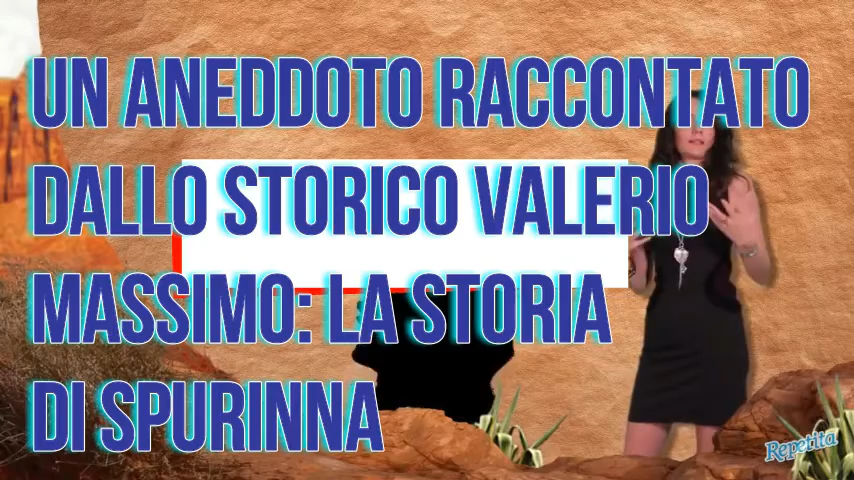 UN ANEDDOTO RACCONTATO
DALLO STORICO VALERIO
MASSIMO: LA STORIA
DI SPURINNA
Repetita